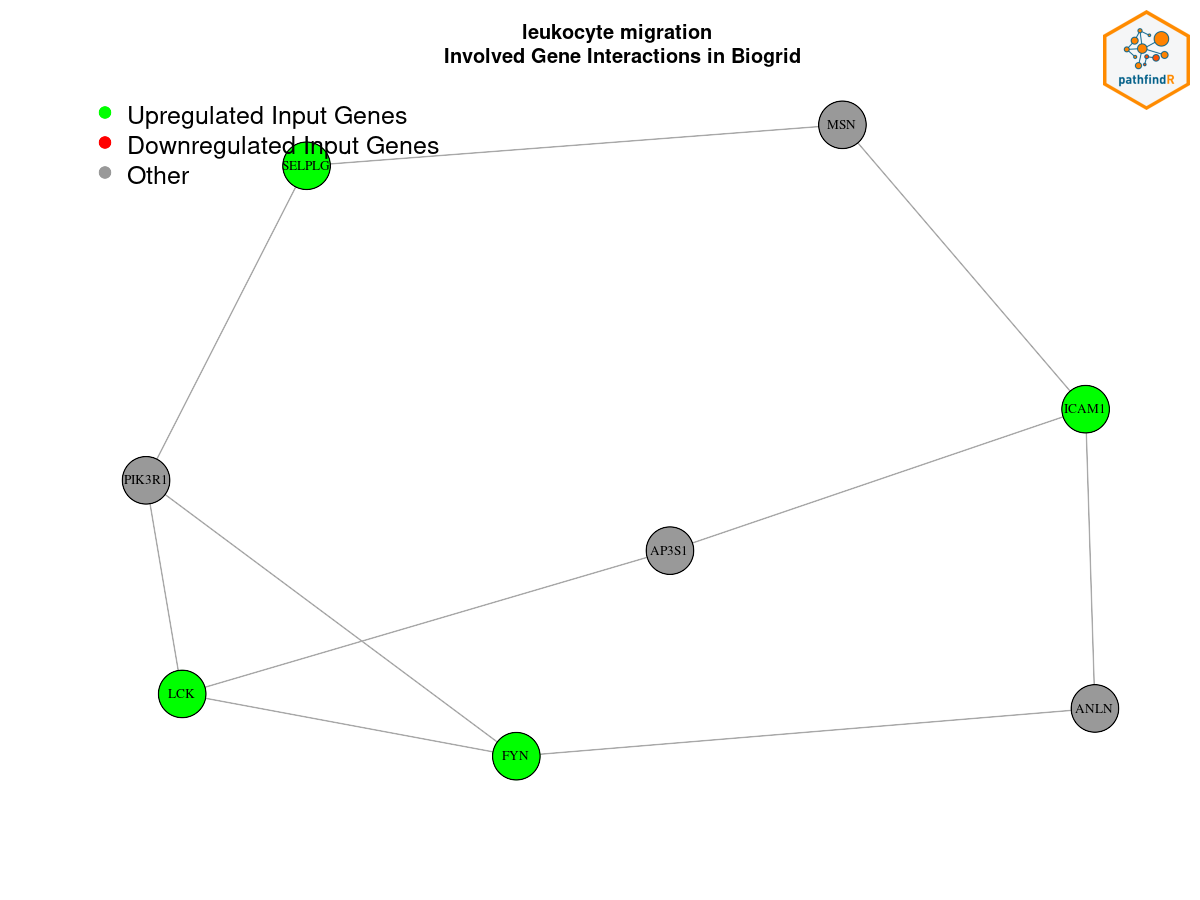 leukocyte migration
Involved Gene Interactions in Biogrid
pathfindR
Upregulated Input Genes
Downregulated Input Genes
Other
MSN
SELPLG
ICAM1
PIK3R1
AP3S1
LCK
ANLN
FYN